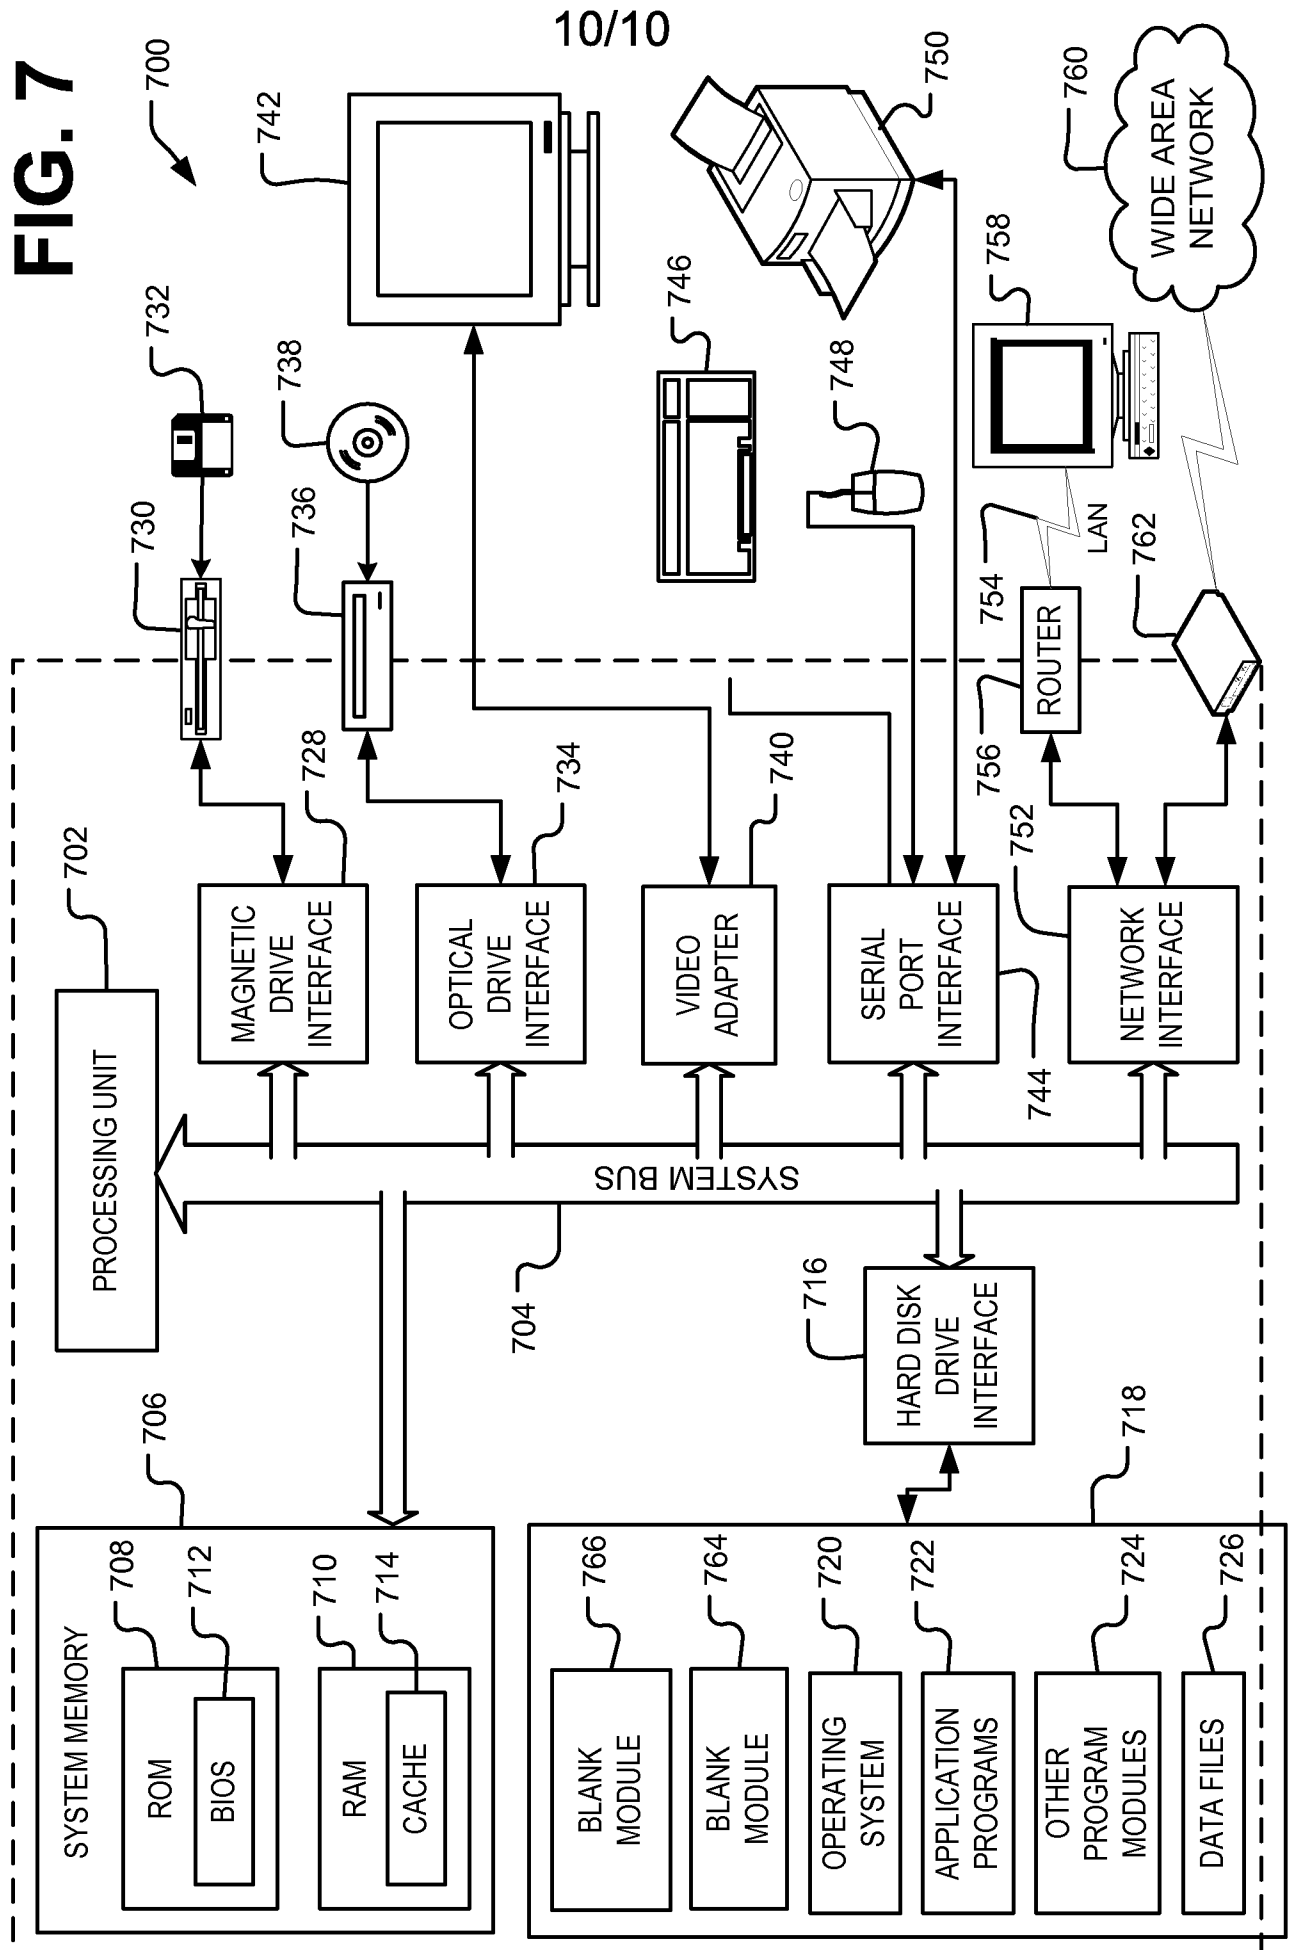 10/10
FIG. 7
700
702
PROCESSING UNIT
706
SYSTEM MEMORY
708
ROM
712
BIOS
710
RAM
714
CACHE
704
SYSTEM BUS
728
MAGNETIC
DRIVE
INTERFACE
730
732
734
OPTICAL
DRIVE
INTERFACE
736
738
740
VIDEO
ADAPTER
742
744
SERIAL
PORT
INTERFACE
746
748
750
752
NETWORK
INTERFACE
756
ROUTER
754
LAN
758
762
760
WIDE AREA
NETWORK
716
HARD DISK
DRIVE
INTERFACE
718
766
BLANK
MODULE
764
BLANK
MODULE
720
OPERATING
SYSTEM
722
APPLICATION
PROGRAMS
724
OTHER
PROGRAM
MODULES
726
DATA FILES